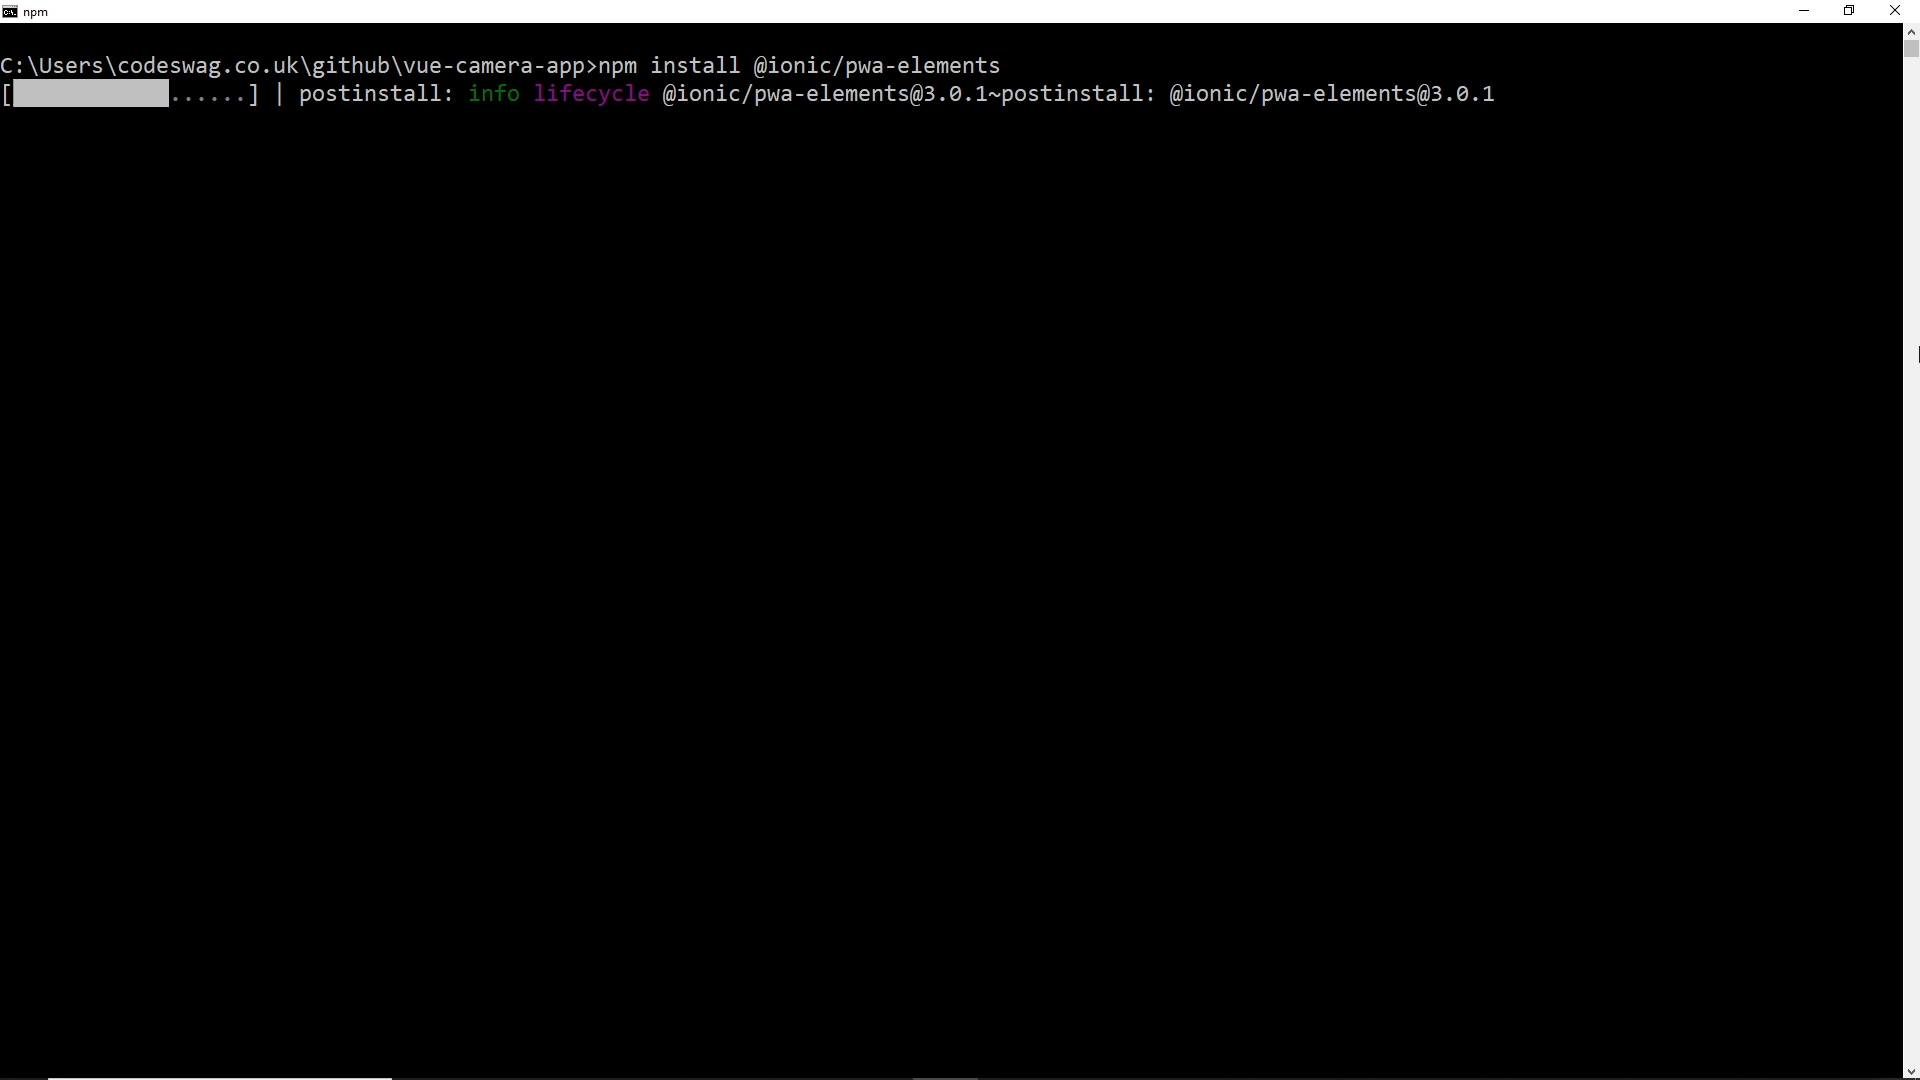 npm
C:\Users\codeswag.co.uk\github\vue-camera-app>npm install @ionic/pwa-elements
[            ......] | postinstall: info lifecycle @ionic/pwa-elements@3.0.1~postinstall: @ionic/pwa-elements@3.0.1